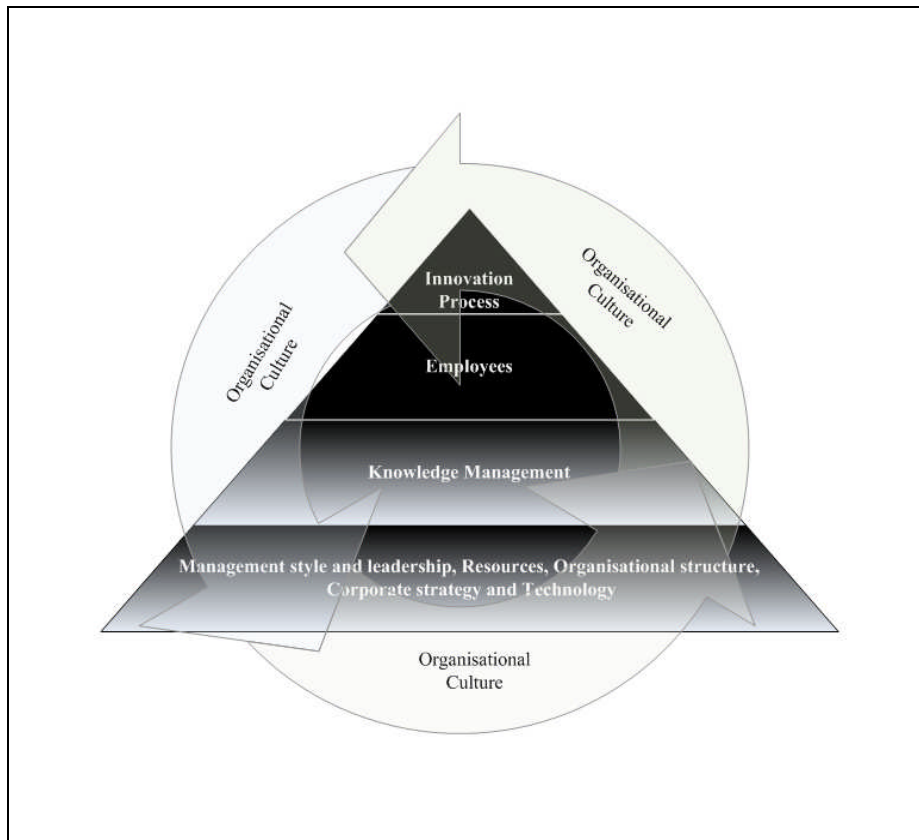 Innovation
Process
Employees
Knowledge Management
Management style and leadership, Resources, Organisational structure,
Corporate strategy and Technology
Organisational
Culture
Organisational
Culture
Organisational
Culture